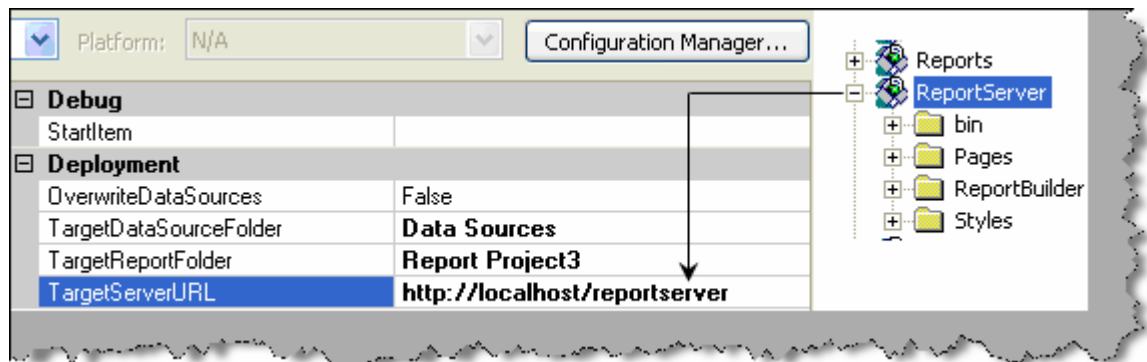 Platform: N/A Configuration Manager...
Debug
StartItem
Deployment
OverwriteDataSources False
TargetDataSourceFolder Data Sources
TargetReportFolder Report Project3
TargetServerURL http://localhost/reportserver
Reports
ReportServer
bin
Pages
ReportBuilder
Styles